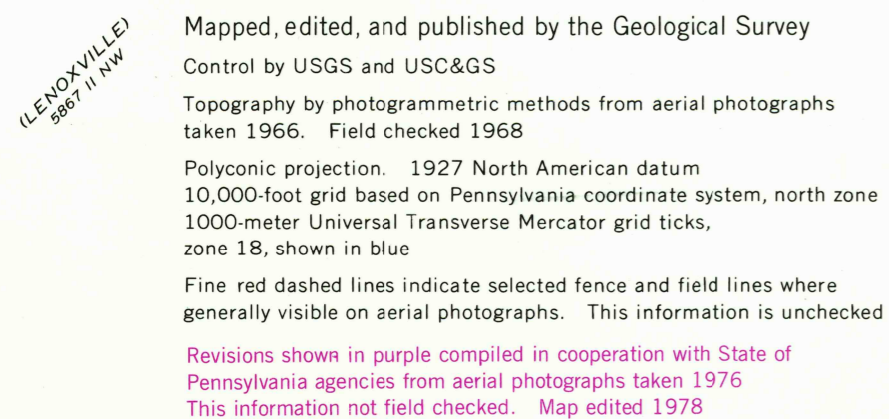 (LENOXVILLE)
5867 II NW
Mapped, edited, and published by the Geological Survey
Control by USGS and USC&GS
Topography by photogrammetric methods from aerial photographs
taken 1966. Field checked 1968
Polyconic projection. 1927 North American datum
10,000-foot grid based on Pennsylvania coordinate system, north zone
1000-meter Universal Transverse Mercator grid ticks,
zone 18, shown in blue
Fine red dashed lines indicate selected fence and field lines where
generally visible on aerial photographs. This information is unchecked
Revisions shown in purple compiled in cooperation with State of
Pennsylvania agencies from aerial photographs taken 1976
This information not field checked. Map edited 1978